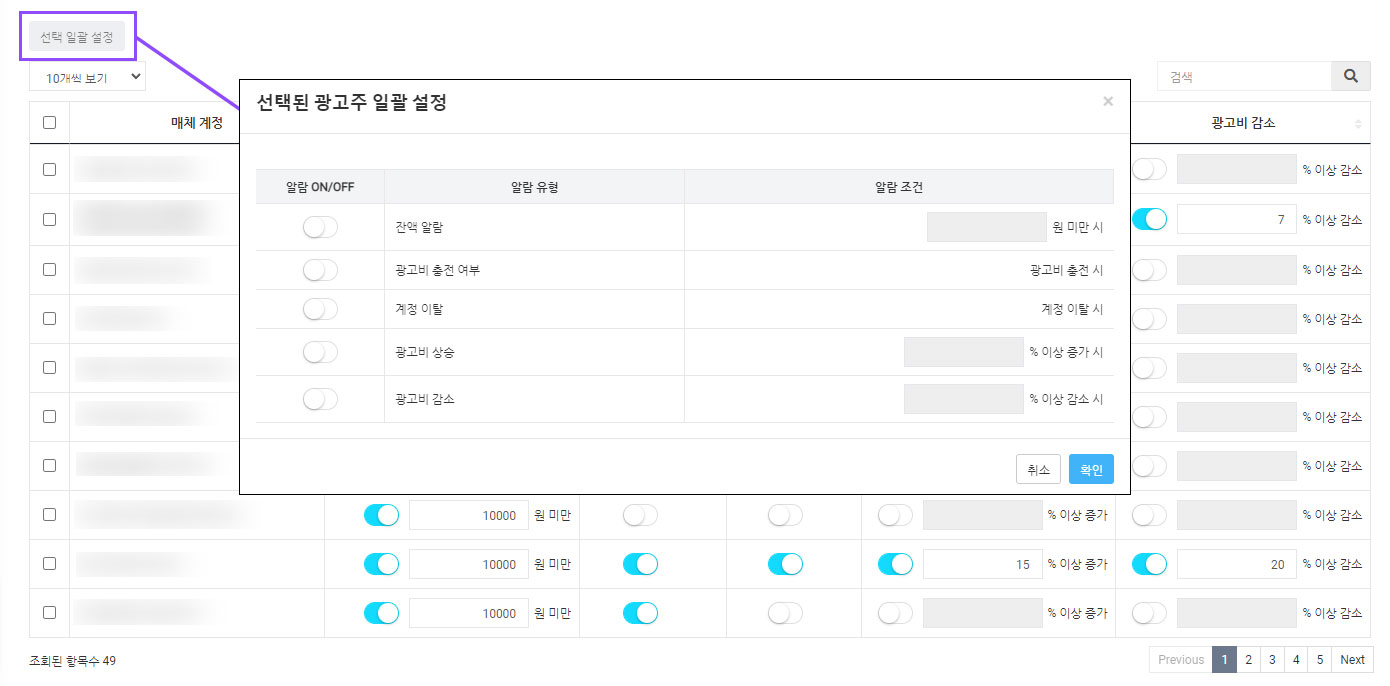 선택 일괄 설정
10개씩 보기
검색
매체 계정
광고비 감소
선택된 광고주 일괄 설정
×
알람 ON/OFF 알람 유형 알람 조건
잔액 알람 원 미만 시
광고비 충전 여부 광고비 충전 시
계정 이탈 계정 이탈 시
광고비 상승 % 이상 증가 시
광고비 감소 % 이상 감소 시
취소 확인
% 이상 감소
7 % 이상 감소
% 이상 감소
% 이상 감소
% 이상 감소
% 이상 감소
% 이상 감소
10000 원 미만 % 이상 증가 % 이상 감소
10000 원 미만 15 % 이상 증가 20 % 이상 감소
10000 원 미만 % 이상 증가 % 이상 감소
조회된 항목수 49
Previous 1 2 3 4 5 Next